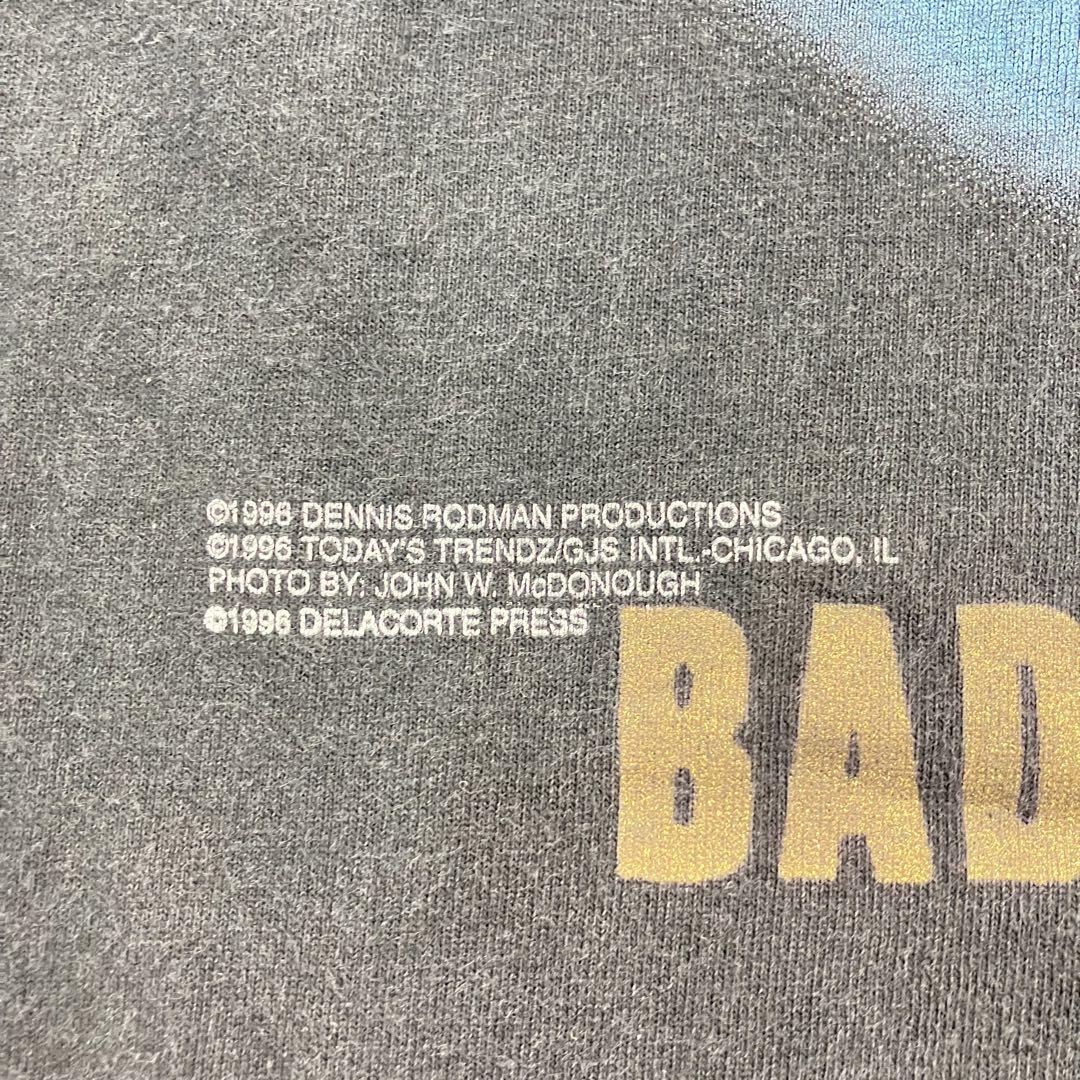 ©1996 DENNIS RODMAN PRODUCTIONS
©1996 TODAY'S TRENDZ/GJS INTL.-CHICAGO, IL
PHOTO BY: JOHN W. McDONOUGH
©1996 DELACORTE PRESS
BAD